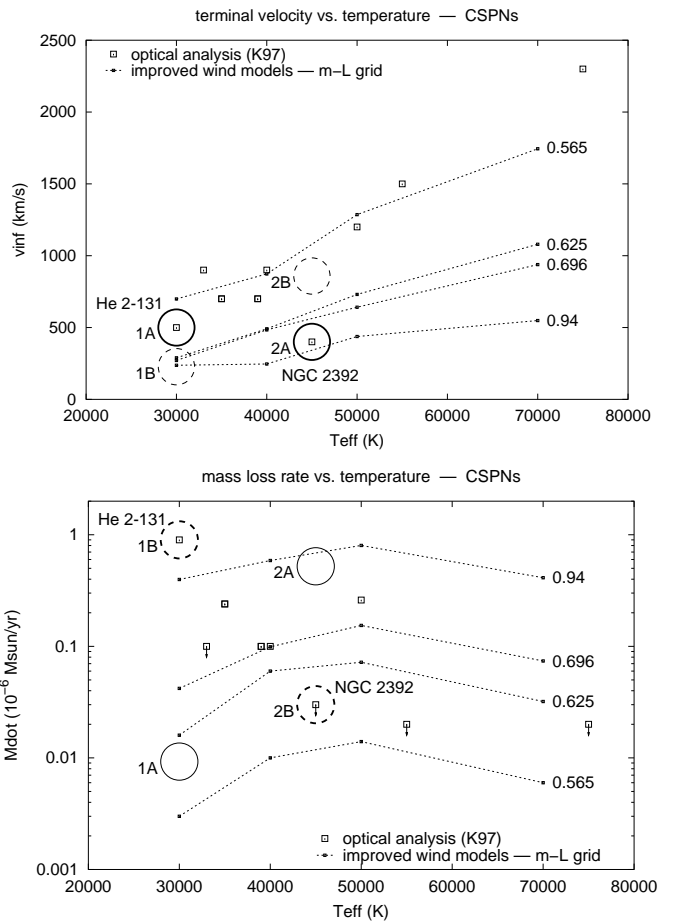 terminal velocity vs. temperature — CSPNs
2500
2000
1500
1000
500
0
vinf (km/s)
optical analysis (K97)
improved wind models — m−L grid
0.565
0.625
0.696
0.94
2B
He 2-131
1A
2A
1B
NGC 2392
20000 30000 40000 50000 60000 70000 80000
Teff (K)
mass loss rate vs. temperature — CSPNs
1
0.1
0.01
0.001
Mdot (10−6 Msun/yr)
He 2-131
1B
2A
0.94
0.696
NGC 2392
2B
0.625
1A
0.565
optical analysis (K97)
improved wind models — m−L grid
20000 30000 40000 50000 60000 70000 80000
Teff (K)